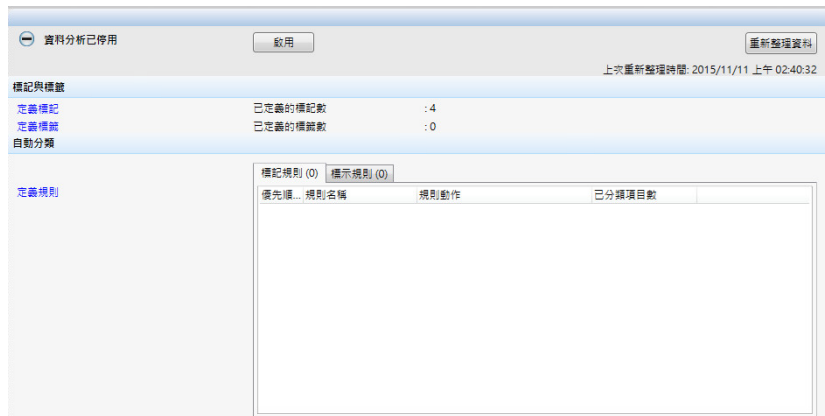 資料分析已停用 啟用 重新整理資料
上次重新整理時間: 2015/11/11 上午 02:40:32
標記與標籤
定義標記 已定義的標記數 : 4
定義標籤 已定義的標籤數 : 0
自動分類
標記規則 (0) 標示規則 (0)
定義規則 優先順... 規則名稱 規則動作 已分類項目數